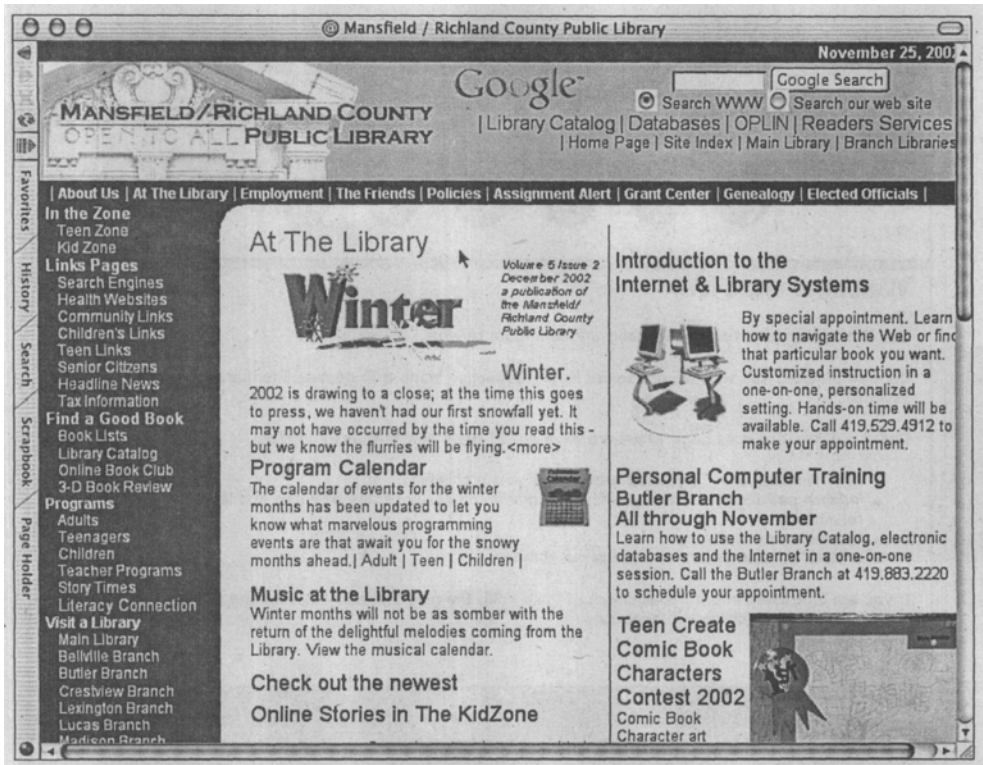 @ Mansfield / Richland County Public Library
November 25, 2002
Google
Google Search
Search WWW Search our web site
MANSFIELD/RICHLAND COUNTY
PUBLIC LIBRARY
OPEN TO ALL
| Library Catalog | Databases | OPLIN | Readers Services
| Home Page | Site Index | Main Library | Branch Libraries
| About Us | At The Library | Employment | The Friends | Policies | Assignment Alert | Grant Center | Genealogy | Elected Officials |
Favorites
History
Search
Scrapbook
Page Holder
In the Zone
Teen Zone
Kid Zone
Links Pages
Search Engines
Health Websites
Community Links
Children's Links
Teen Links
Senior Citizens
Headline News
Tax Information
Find a Good Book
Book Lists
Library Catalog
Online Book Club
3-D Book Review
Programs
Adults
Teenagers
Children
Teacher Programs
Story Times
Literacy Connection
Visit a Library
Main Library
Bellville Branch
Butler Branch
Crestview Branch
Lexington Branch
Lucas Branch
Madison Branch
At The Library
Winter
Volume 5 Issue 2
December 2002
a publication of
the Mansfield/
Richland County
Public Library
Winter.
2002 is drawing to a close; at the time this goes
to press, we haven't had our first snowfall yet. It
may not have occurred by the time you read this -
but we know the flurries will be flying.<more>
Program Calendar
Calendar
The calendar of events for the winter
months has been updated to let you
know what marvelous programming
events are that await you for the snowy
months ahead.| Adult | Teen | Children |
Music at the Library
Winter months will not be as somber with the
return of the delightful melodies coming from the
Library. View the musical calendar.
Check out the newest
Online Stories in The KidZone
Introduction to the
Internet & Library Systems
By special appointment. Learn
how to navigate the Web or find
that particular book you want.
Customized instruction in a
one-on-one, personalized
setting. Hands-on time will be
available. Call 419.529.4912 to
make your appointment.
Personal Computer Training
Butler Branch
All through November
Learn how to use the Library Catalog, electronic
databases and the Internet in a one-on-one
session. Call the Butler Branch at 419.883.2220
to schedule your appointment.
Teen Create
Comic Book
Characters
Contest 2002
Comic Book
Character art
1st